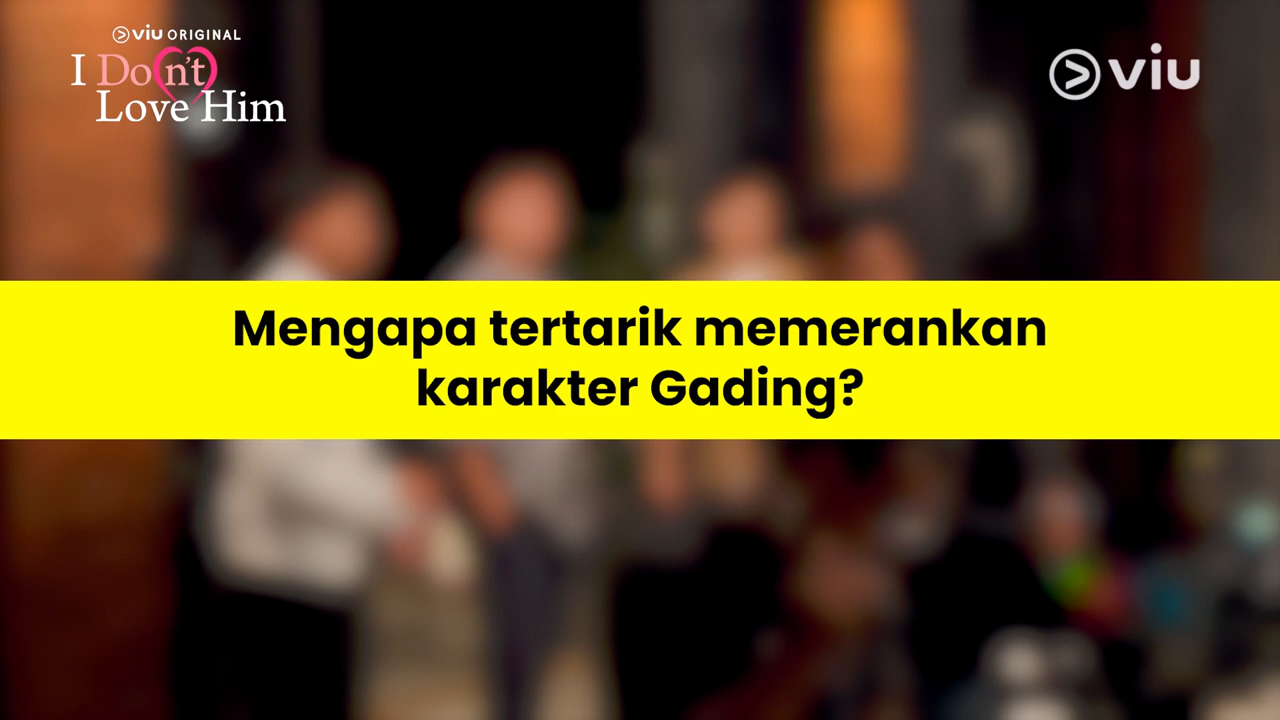 viu ORIGINAL
I Don't
Love Him
viu
Mengapa tertarik memerankan
karakter Gading?